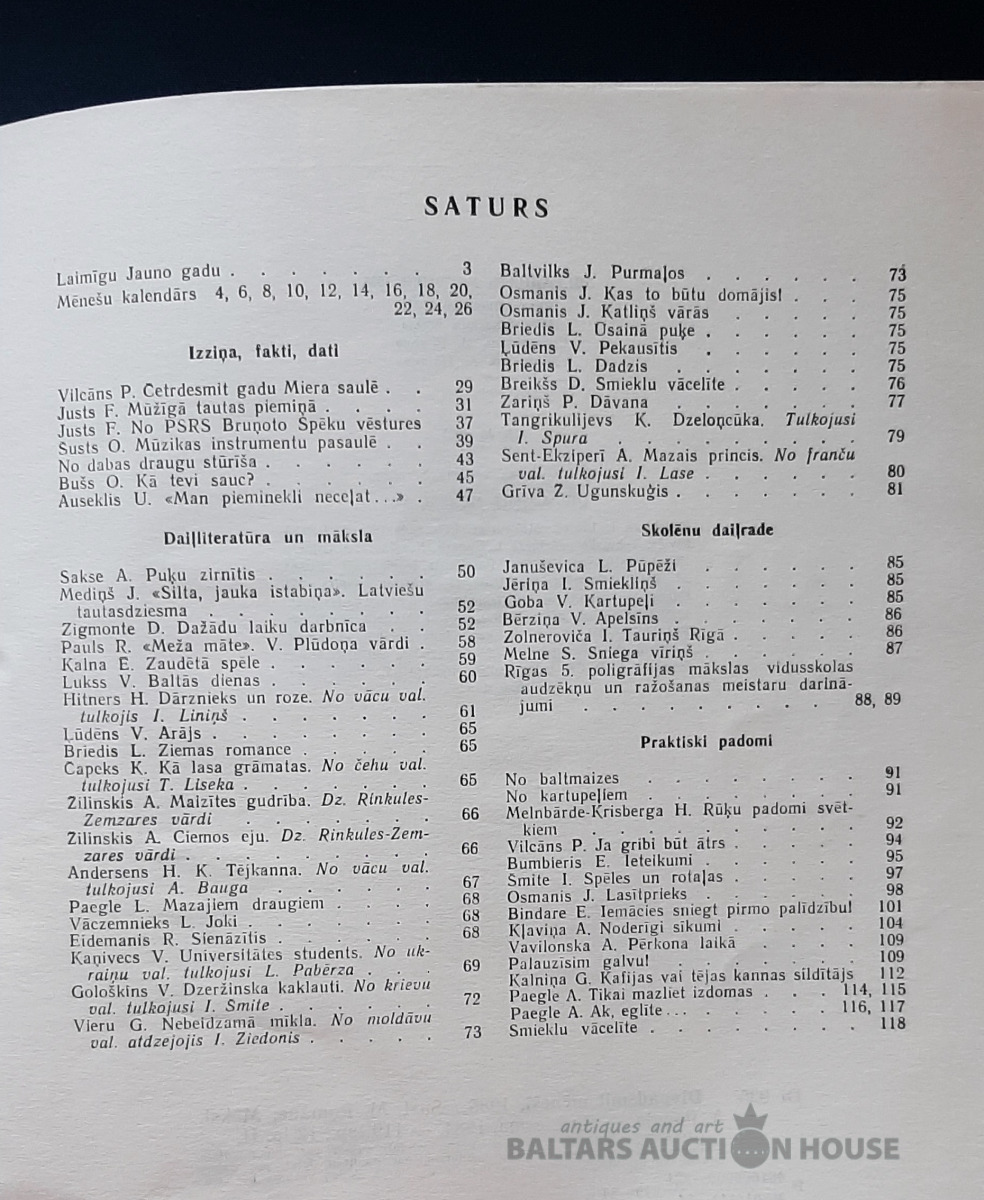 SATURS
Laimīgu Jauno gadu . . . . . . . 3
Mēnešu kalendārs 4, 6, 8, 10, 12, 14, 16, 18, 20,
22, 24, 26
Izziņa, fakti, dati
Vilcāns P. Četrdesmit gadu Miera saulē . . 29
Justs F. Mūžīgā tautas piemiņā . . . . 31
Justs F. No PSRS Bruņoto Spēku vēstures 37
Šusts O. Mūzikas instrumentu pasaulē . . 39
No dabas draugu stūrīša . . . . . . 43
Bušs O. Kā tevi sauc? . . . . . . 45
Auseklis U. «Man pieminekli neceļat...» . 47
Daiļliteratūra un māksla
Sakse A. Puķu zirnītis . . . . . . 50
Mediņš J. «Silta, jauka istabiņa». Latviešu
tautasdziesma . . . . . . . 52
Zigmonte D. Dažādu laiku darbnīca . . 52
Pauls R. «Meža māte». V. Plūdoņa vārdi . 58
Kalna E. Zaudētā spēle . . . . . . 59
Lukss V. Baltās dienas . . . . . . 60
Hitners H. Dārznieks un roze. No vācu val.
tulkojis I. Liniņš . . . . . . . 61
Ļūdēns V. Arājs . . . . . . . . 65
Briedis L. Ziemas romance . . . . . 65
Čapeks K. Kā lasa grāmatas. No čehu val.
tulkojusi T. Liseka . . . . . . . 65
Žilinskis A. Maizītes gudrība. Dz. Rinkules-
Zemzares vārdi . . . . . . . 66
Žilinskis A. Ciemos eju. Dz. Rinkules-Zem-
zares vārdi . . . . . . . . . 66
Andersens H. K. Tējkanna. No vācu val.
tulkojusi A. Bauga . . . . . . 67
Paegle L. Mazajiem draugiem . . . . 68
Vāczemnieks L. Joki . . . . . . . 68
Eidemanis R. Sienāzītis . . . . . . 68
Kaņivecs V. Universitātes students. No uk-
raiņu val. tulkojusi L. Pabērza . . . 69
Gološkins V. Dzeržinska kaklauti. No krievu
val. tulkojusi I. Šmite . . . . . . 72
Vieru G. Nebeidzamā mīkla. No moldāvu
val. atdzejojis I. Ziedonis . . . . . 73
Baltvilks J. Purmaļos . . . . . . 73
Osmanis J. Kas to būtu domājis! . . . 75
Osmanis J. Katliņš vārās . . . . . 75
Briedis L. Ūsainā puķe . . . . . . 75
Ļūdēns V. Pekausītis . . . . . 75
Briedis L. Dadzis . . . . . . . 75
Breikšs D. Smieklu vācelīte . . . . . 76
Zariņš P. Dāvana . . . . . . . 77
Tangrikulijevs K. Dzeloņcūka. Tulkojusi
I. Spura . . . . . . . . . 79
Sent-Ekziperī A. Mazais princis. No franču
val. tulkojusi I. Lase . . . . . . 80
Grīva Ž. Ugunskuģis . . . . . . . 81
Skolēnu daiļrade
Januševica L. Pūpēži . . . . . . 85
Jēriņa I. Smiekliņš . . . . . . 85
Goba V. Kartupeļi . . . . . . 85
Bērziņa V. Apelsīns . . . . . . 86
Zolneroviča I. Tauriņš Rīgā . . . . . 86
Melne S. Sniega vīriņš . . . . . . 87
Rīgas 5. poligrāfijas mākslas vidusskolas
audzēkņu un ražošanas meistaru darinā-
jumi . . . . . . . . . 88, 89
Praktiski padomi
No baltmaizes . . . . . . . 91
No kartupeļiem . . . . . . . 91
Melnbārde-Krisberga H. Rūķu padomi svēt-
kiem . . . . . . . . . . 92
Vilcāns P. Ja gribi būt ātrs . . . . . 94
Bumbieris E. Ieteikumi . . . . . . 95
Šmite I. Spēles un rotaļas . . . . . 97
Osmanis J. Lasītprieks . . . . . . 98
Bindare E. Iemācies sniegt pirmo palīdzību! 101
Kļaviņa A. Noderīgi sīkumi . . . . . 104
Vavilonska A. Pērkona laikā . . . . 109
Palauzīsim galvu! . . . . . . . 109
Kalniņa G. Kafijas vai tējas kannas sildītājs 112
Paegle A. Tikai mazliet izdomas . . . 114, 115
Paegle A. Ak, eglīte... . . . . . 116, 117
Smieklu vācelīte . . . . . . . . 118
antiques and art
BALTARS AUCTION HOUSE